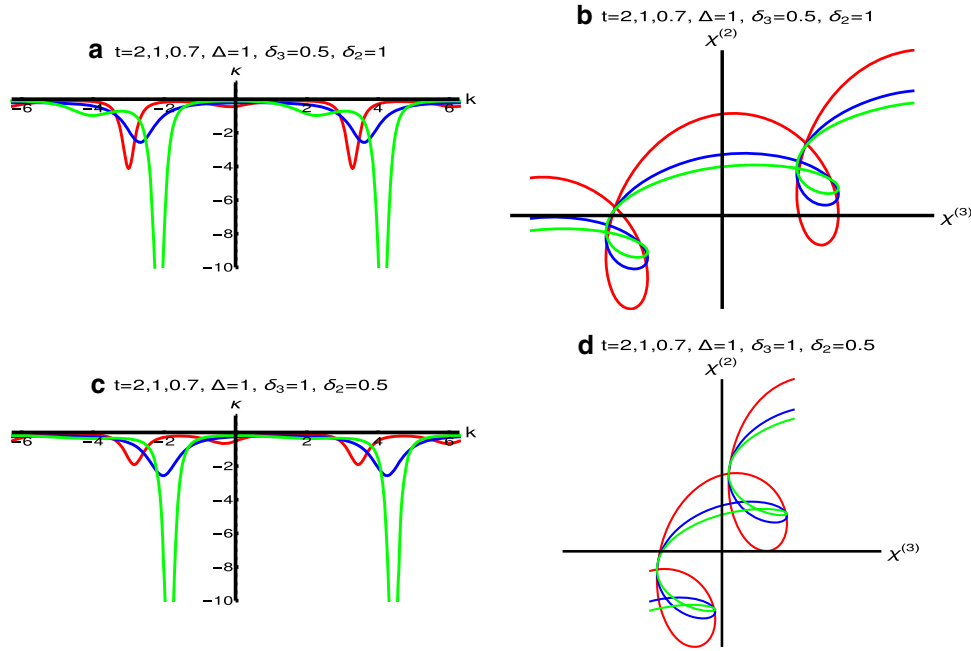 a t=2,1,0.7, Δ=1, δ₃=0.5, δ₂=1
κ
k
-6 -4 -2 2 4 6
-2
-4
-6
-8
-10
b t=2,1,0.7, Δ=1, δ₃=0.5, δ₂=1
X⁽²⁾
X⁽³⁾
c t=2,1,0.7, Δ=1, δ₃=1, δ₂=0.5
κ
k
-6 -4 -2 2 4 6
-2
-4
-6
-8
-10
d t=2,1,0.7, Δ=1, δ₃=1, δ₂=0.5
X⁽²⁾
X⁽³⁾